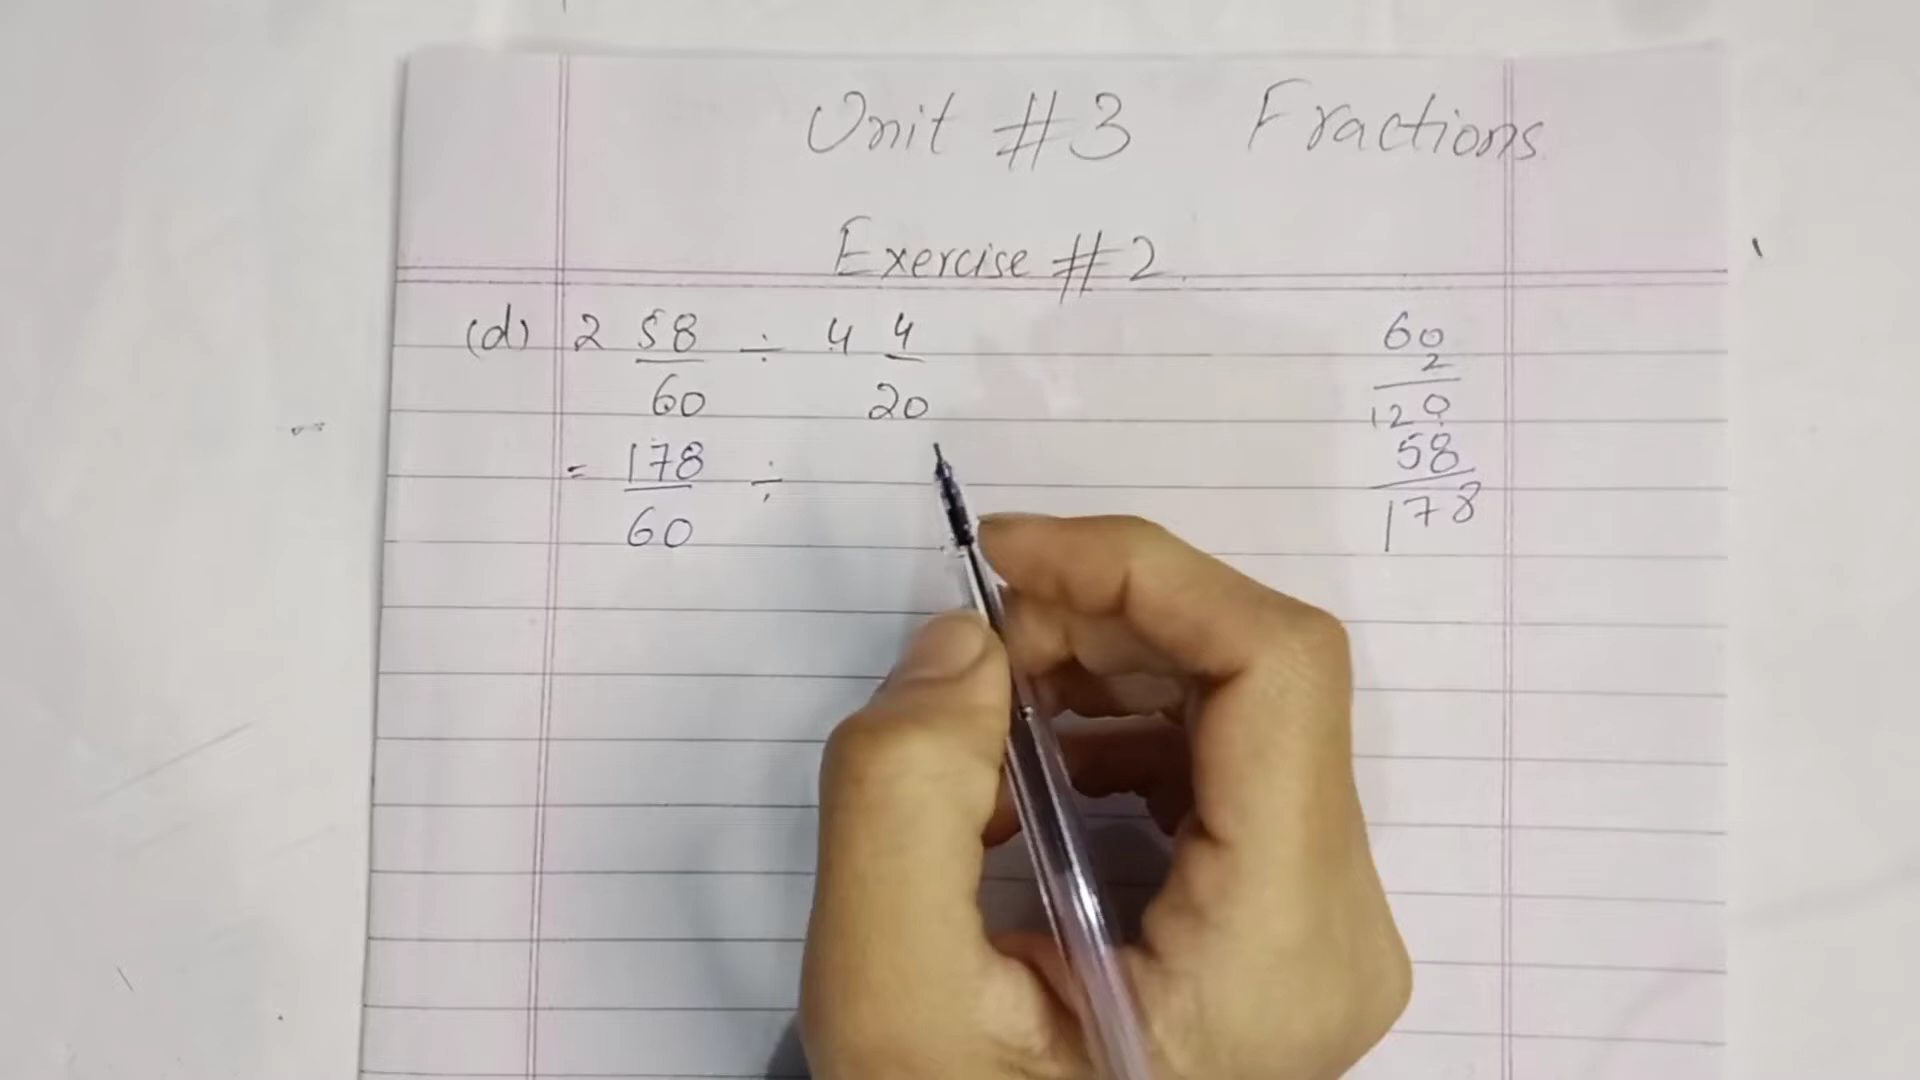 Unit #3 Fractions
Exercise #2
(d) 2 58/60 ÷ 4 4/20
= 178/60 ÷
60
2
120
58
178